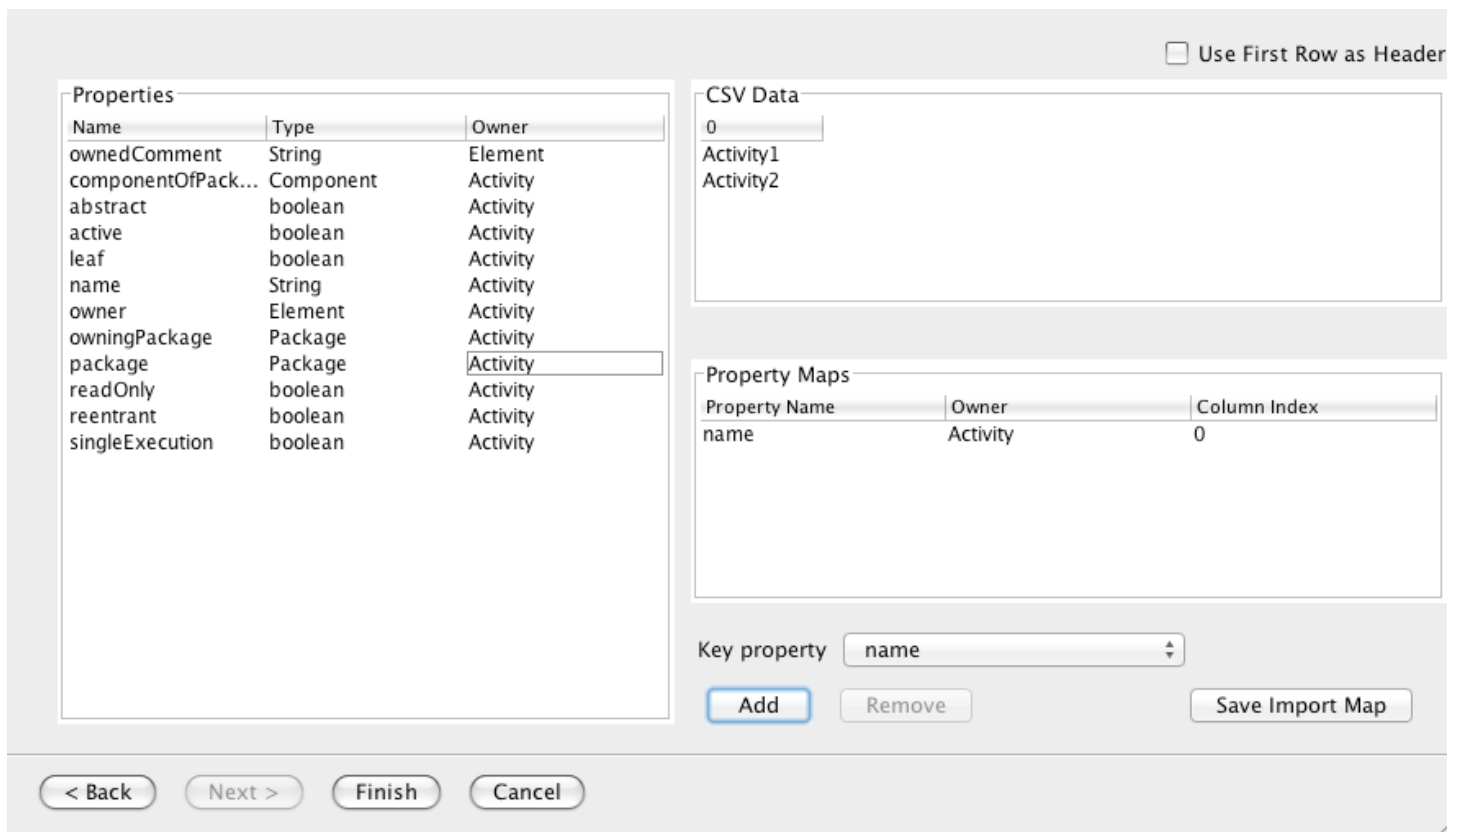 Use First Row as Header
Properties
Name Type Owner
ownedComment String Element
componentOfPack... Component Activity
abstract boolean Activity
active boolean Activity
leaf boolean Activity
name String Activity
owner Element Activity
owningPackage Package Activity
package Package Activity
readOnly boolean Activity
reentrant boolean Activity
singleExecution boolean Activity
CSV Data
0
Activity1
Activity2
Property Maps
Property Name Owner Column Index
name Activity 0
Key property name
Add Remove Save Import Map
< Back Next > Finish Cancel